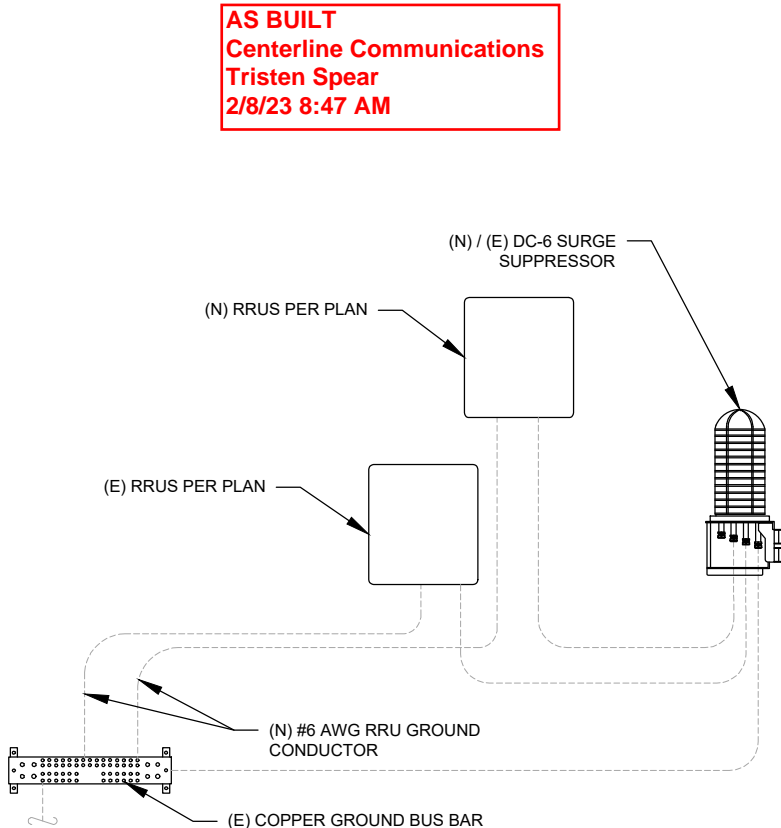 AS BUILT
Centerline Communications
Tristen Spear
2/8/23 8:47 AM
(N) / (E) DC-6 SURGE
SUPPRESSOR
(N) RRUS PER PLAN
(E) RRUS PER PLAN
(N) #6 AWG RRU GROUND
CONDUCTOR
(E) COPPER GROUND BUS BAR